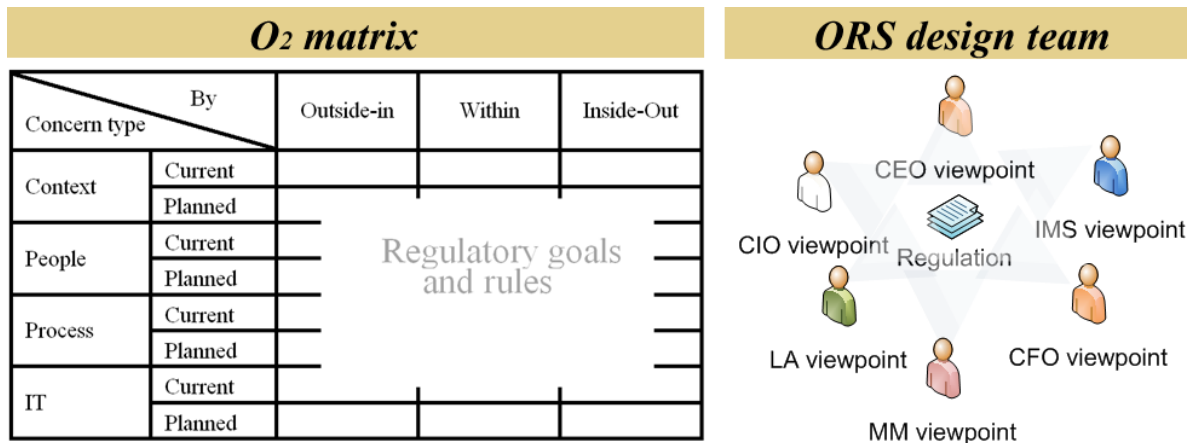 O₂ matrix
By
Concern type
Outside-in
Within
Inside-Out
Context
Current
Planned
People
Current
Planned
Process
Current
Planned
IT
Current
Planned
Regulatory goals
and rules
ORS design team
CEO viewpoint
CIO viewpoint
IMS viewpoint
Regulation
LA viewpoint
CFO viewpoint
MM viewpoint